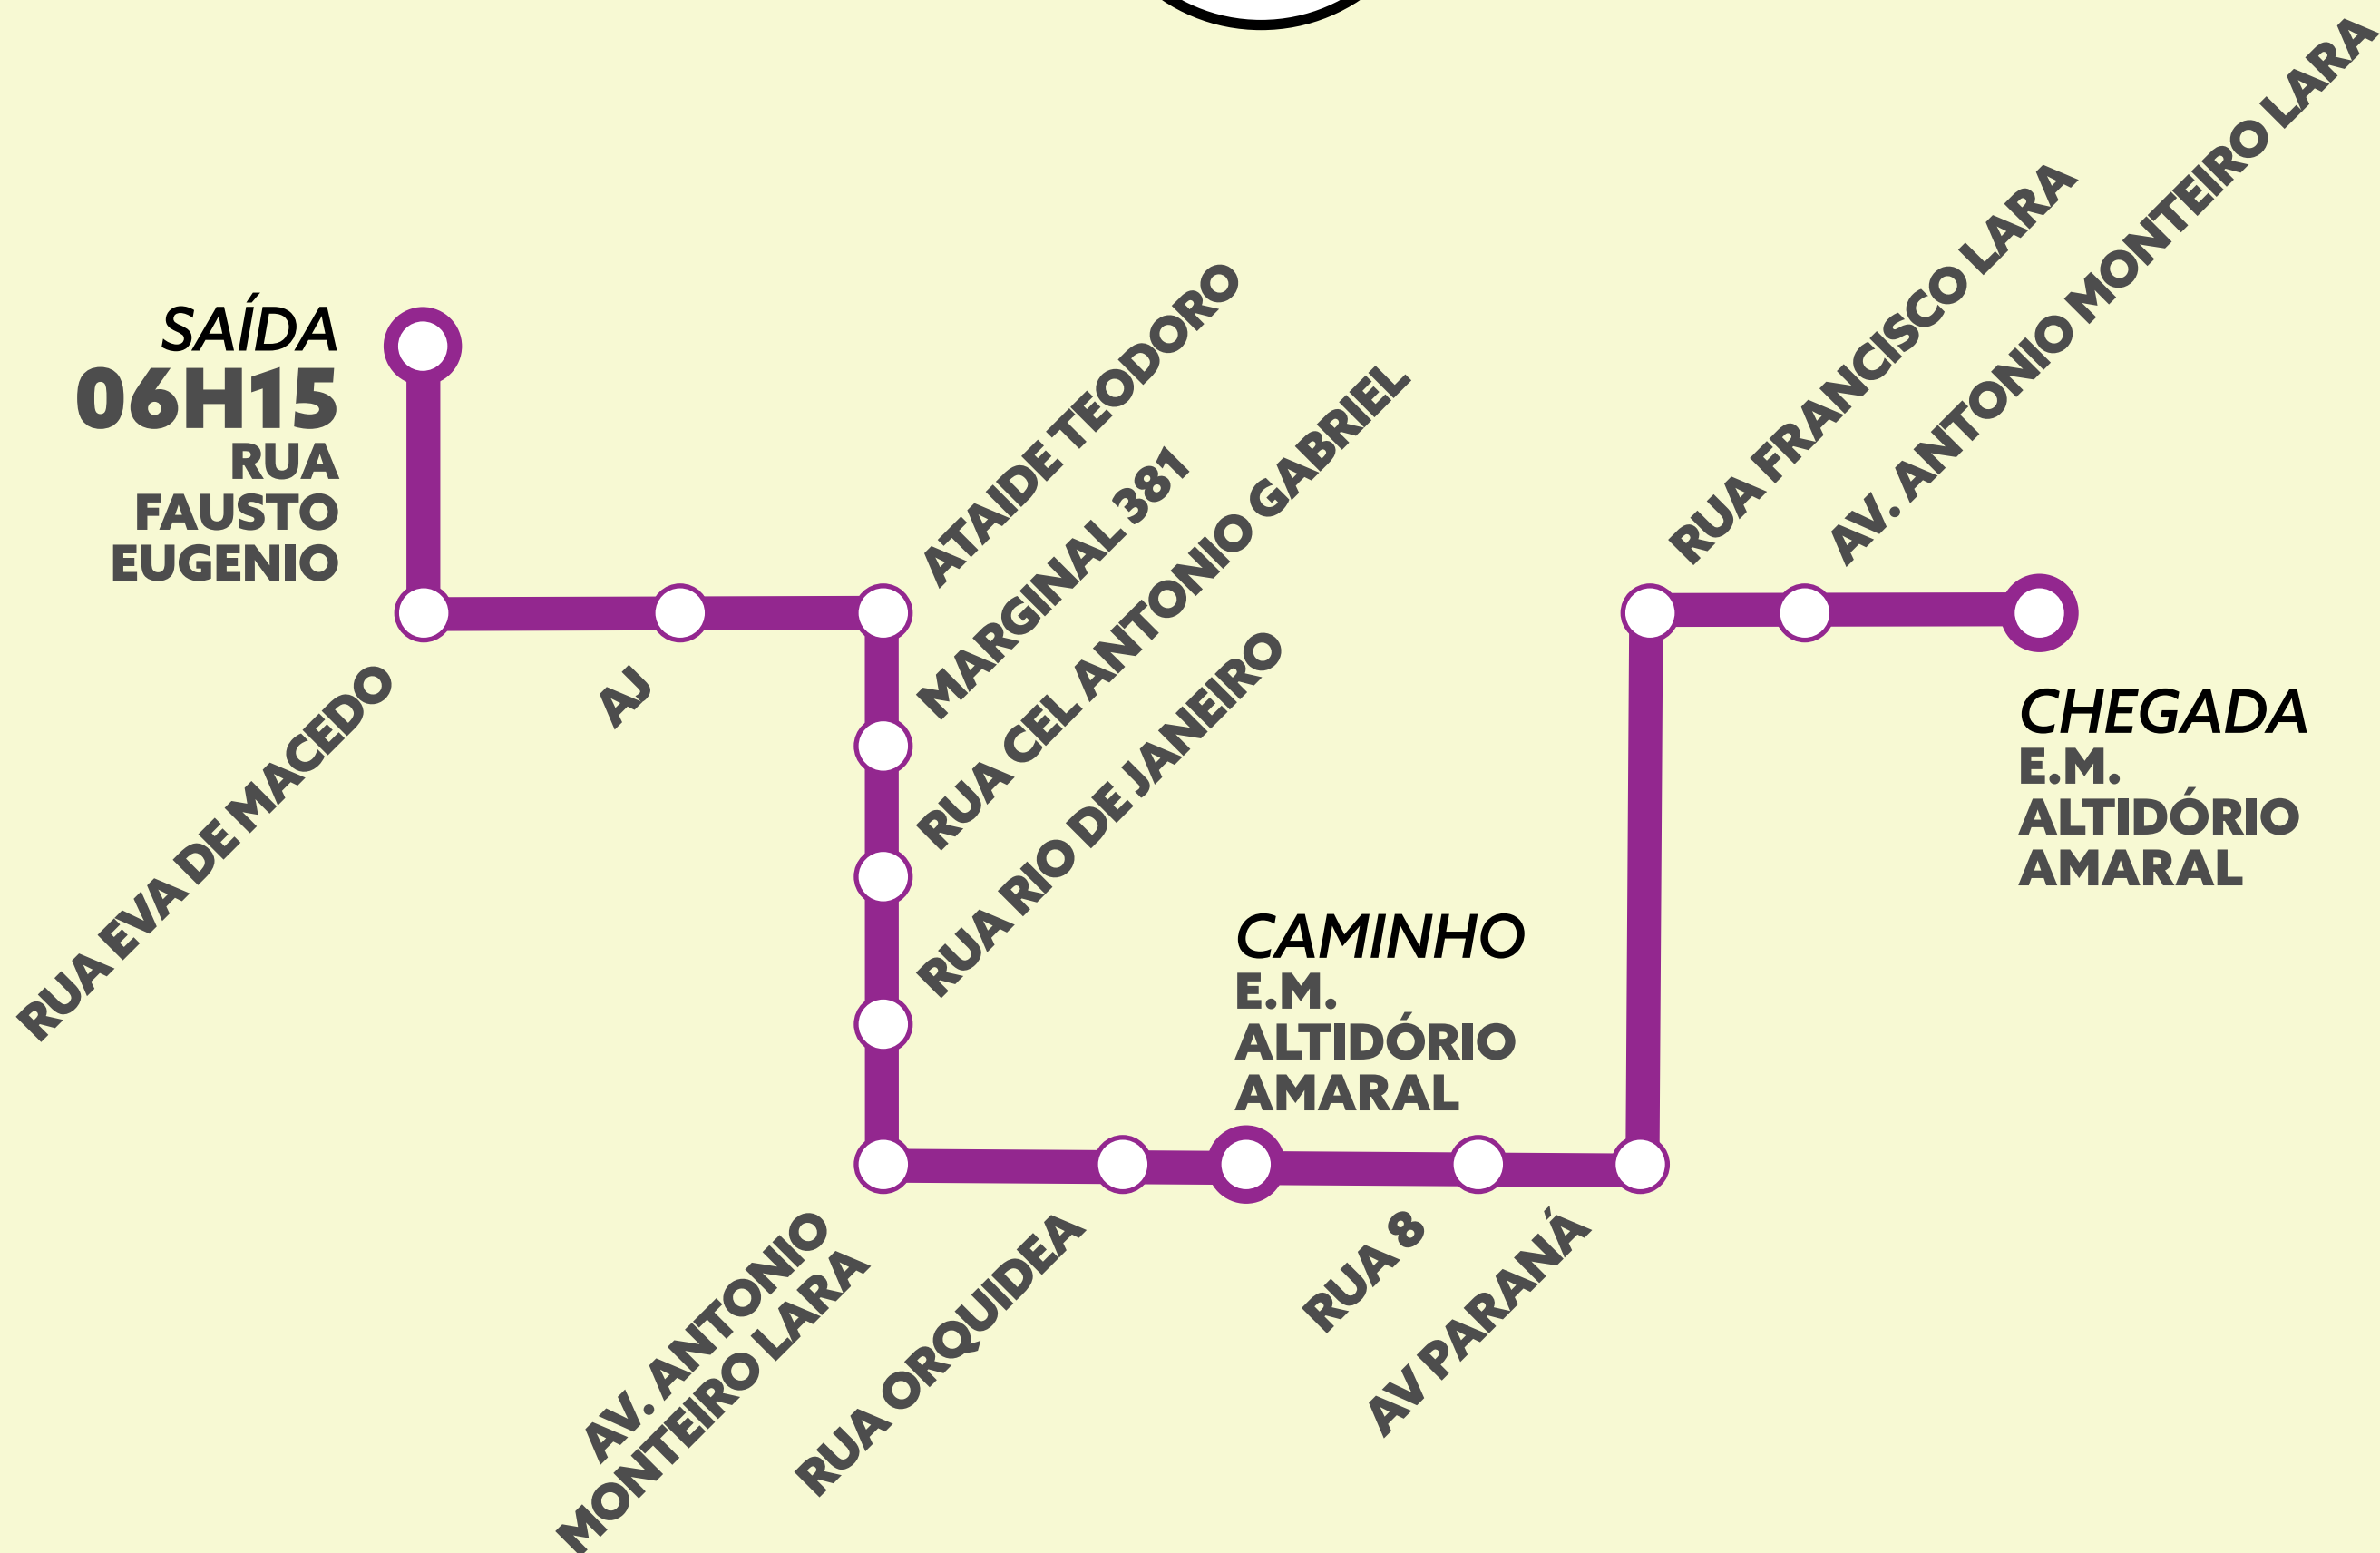 SAÍDA
06H15
RUA
FAUSTO
EUGENIO
RUA EVA DE MACEDO
AJ
ATAIDE TEODORO
MARGINAL 381
RUA CEL ANTONIO GABRIEL
RUA RIO DE JANEIRO
AV. ANTONIO
MONTEIRO LARA
RUA ORQUIDEA
CAMINHO
E.M.
ALTIDÓRIO
AMARAL
RUA 8
AV PARANÁ
RUA FRANCISCO LARA
AV. ANTONIO MONTEIRO LARA
CHEGADA
E.M.
ALTIDÓRIO
AMARAL